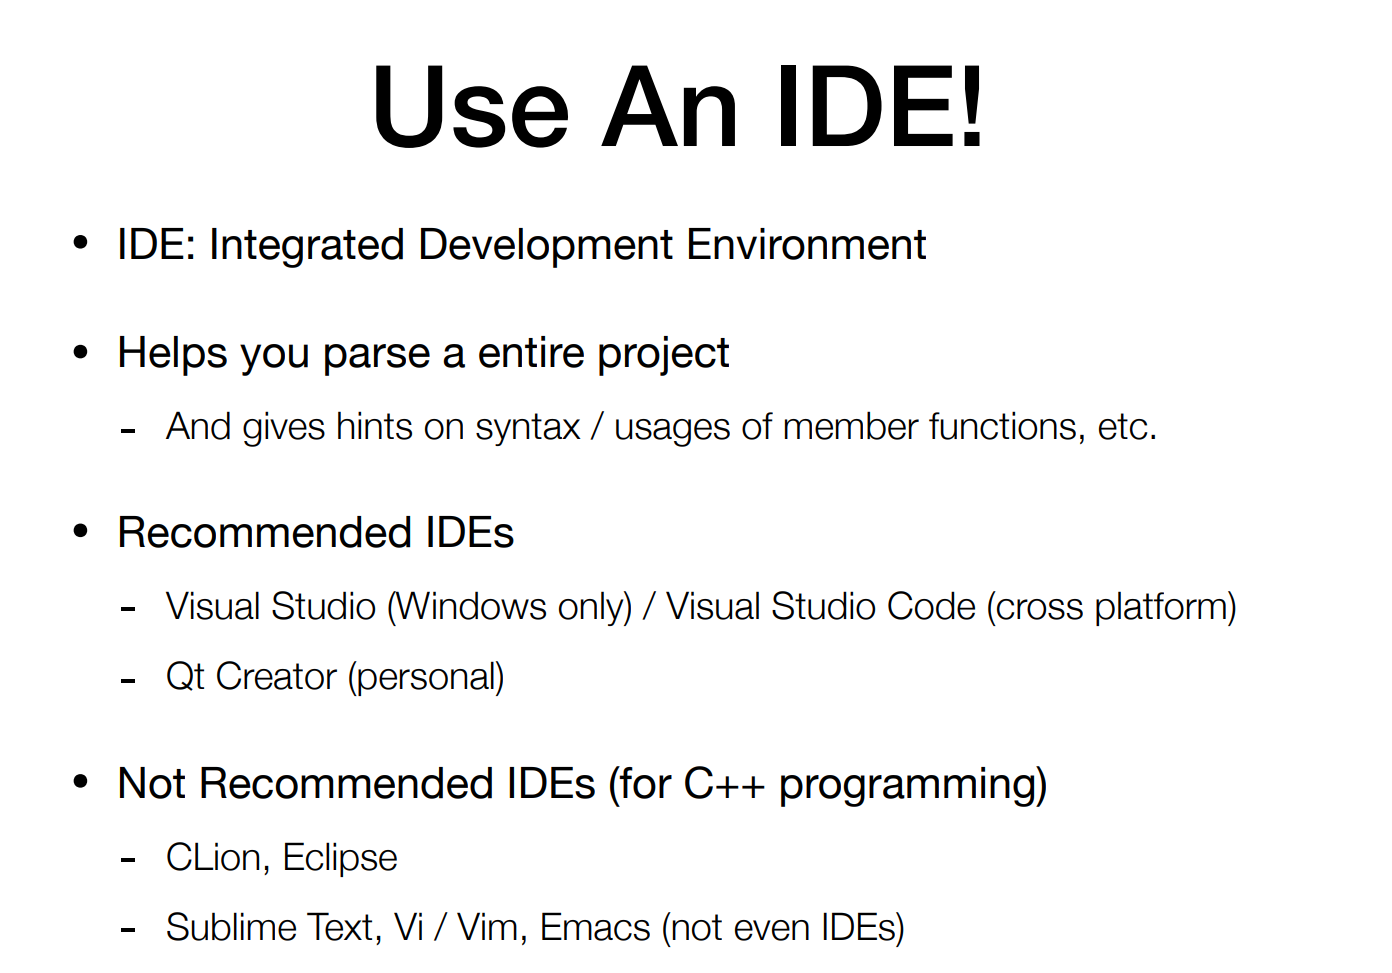 Use An IDE!
• IDE: Integrated Development Environment
• Helps you parse a entire project
- And gives hints on syntax / usages of member functions, etc.
• Recommended IDEs
- Visual Studio (Windows only) / Visual Studio Code (cross platform)
- Qt Creator (personal)
• Not Recommended IDEs (for C++ programming)
- CLion, Eclipse
- Sublime Text, Vi / Vim, Emacs (not even IDEs)